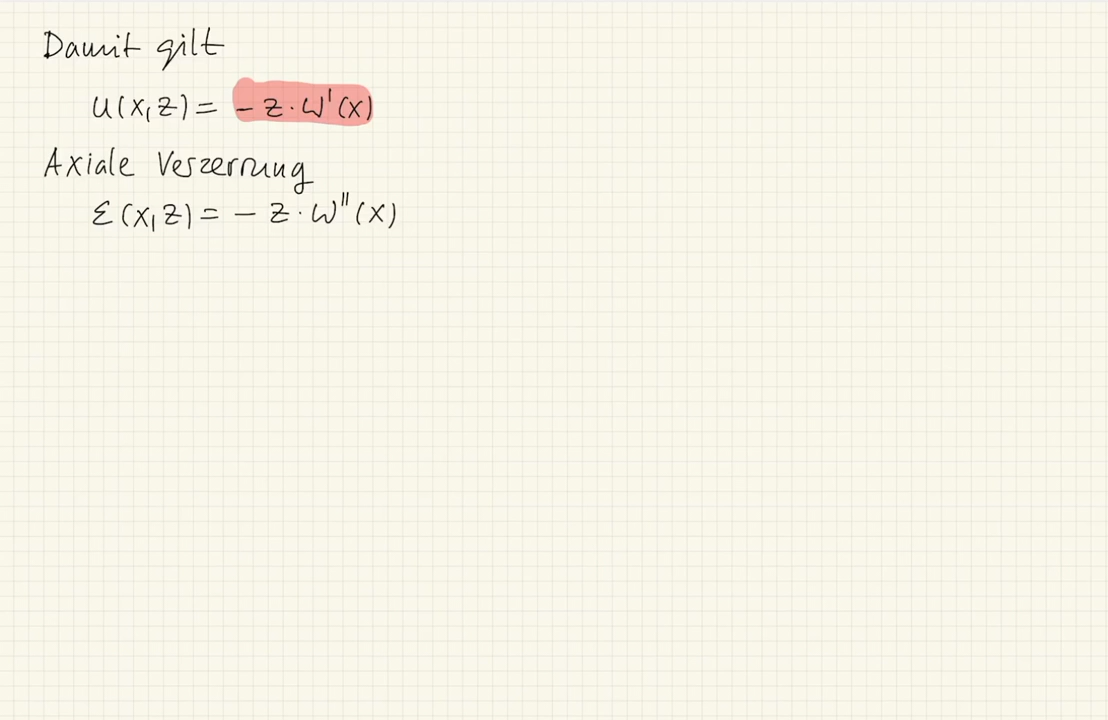 Damit gilt
u(x,z) = - z · w'(x)
Axiale Verzerrung
ε(x,z) = - z · w''(x)